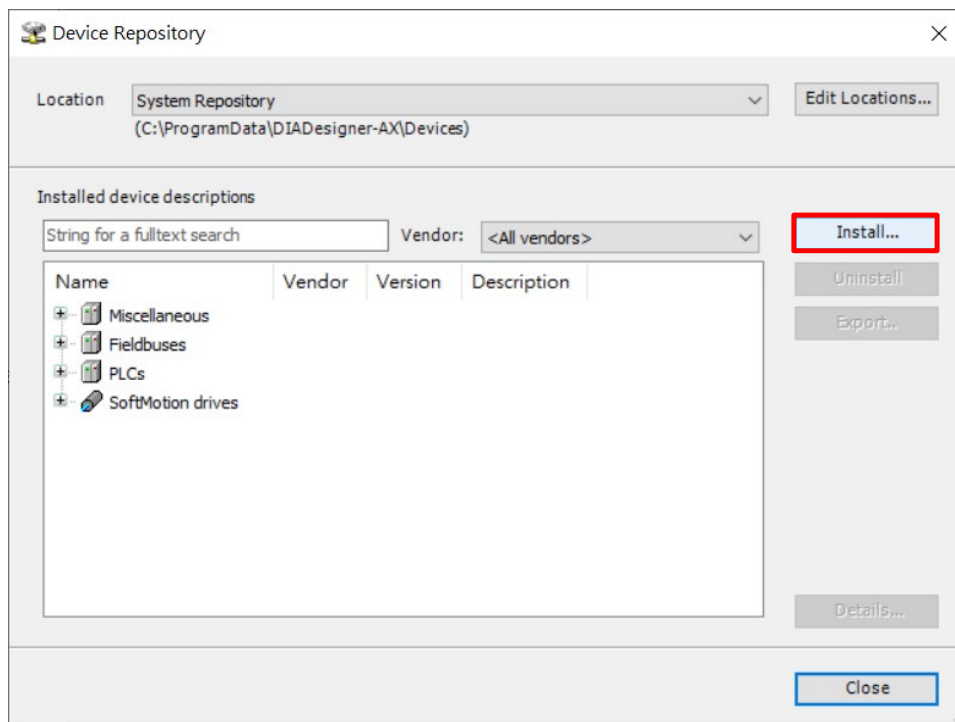 Device Repository
Location System Repository Edit Locations...
(C:\ProgramData\DIADesigner-AX\Devices)
Installed device descriptions
String for a fulltext search Vendor: <All vendors> Install...
Name Vendor Version Description Uninstall
Miscellaneous Export...
Fieldbuses
PLCs
SoftMotion drives
Details...
Close